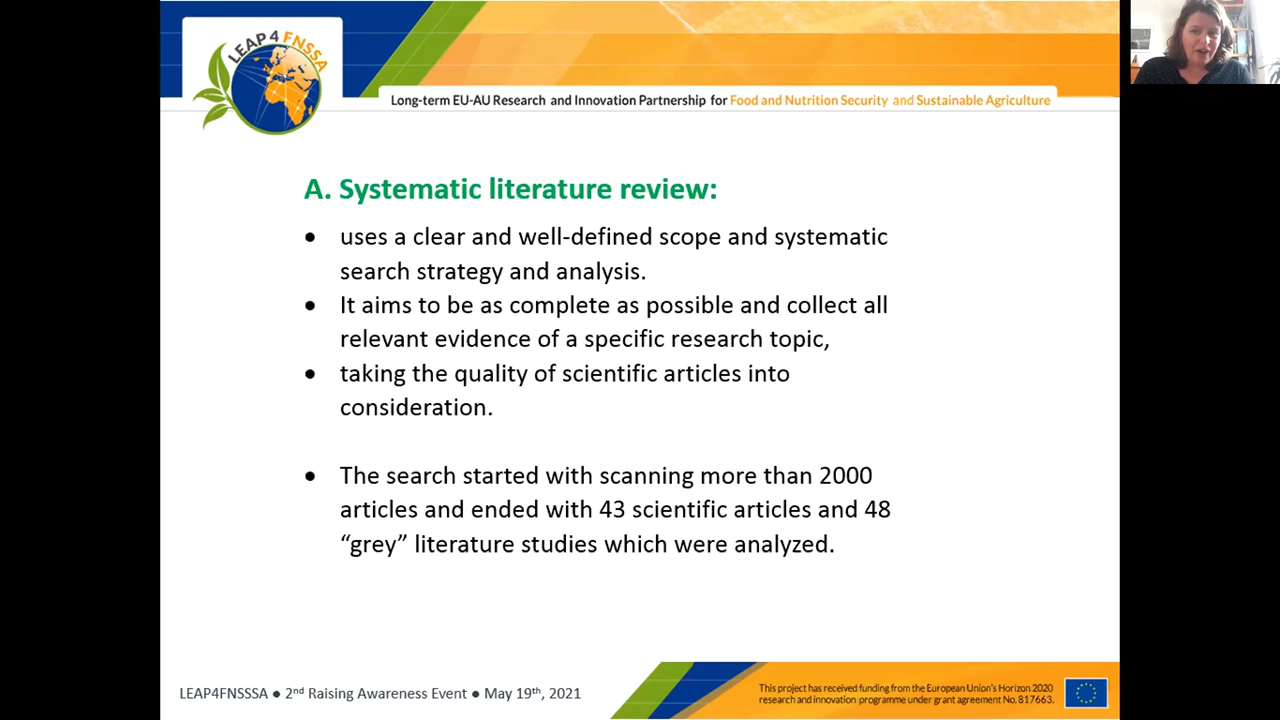 LEAP 4 FNSSA
Long-term EU-AU Research and Innovation Partnership for Food and Nutrition Security and Sustainable Agriculture
A. Systematic literature review:
• uses a clear and well-defined scope and systematic
search strategy and analysis.
• It aims to be as complete as possible and collect all
relevant evidence of a specific research topic,
• taking the quality of scientific articles into
consideration.
• The search started with scanning more than 2000
articles and ended with 43 scientific articles and 48
“grey” literature studies which were analyzed.
LEAP4FNSSSA ● 2nd Raising Awareness Event ● May 19th, 2021
This project has received funding from the European Union's Horizon 2020
research and innovation programme under grant agreement No.817663.